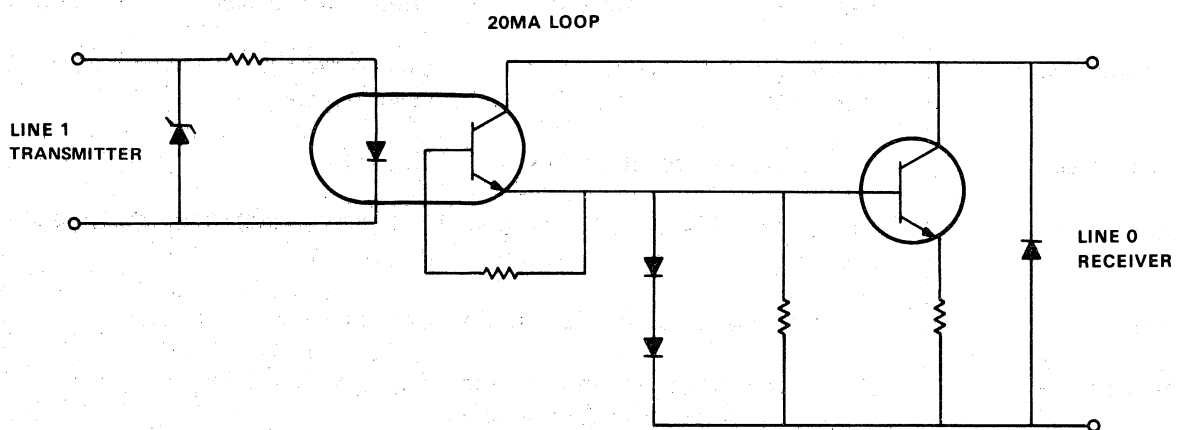 20MA LOOP
LINE 1
TRANSMITTER
LINE 0
RECEIVER